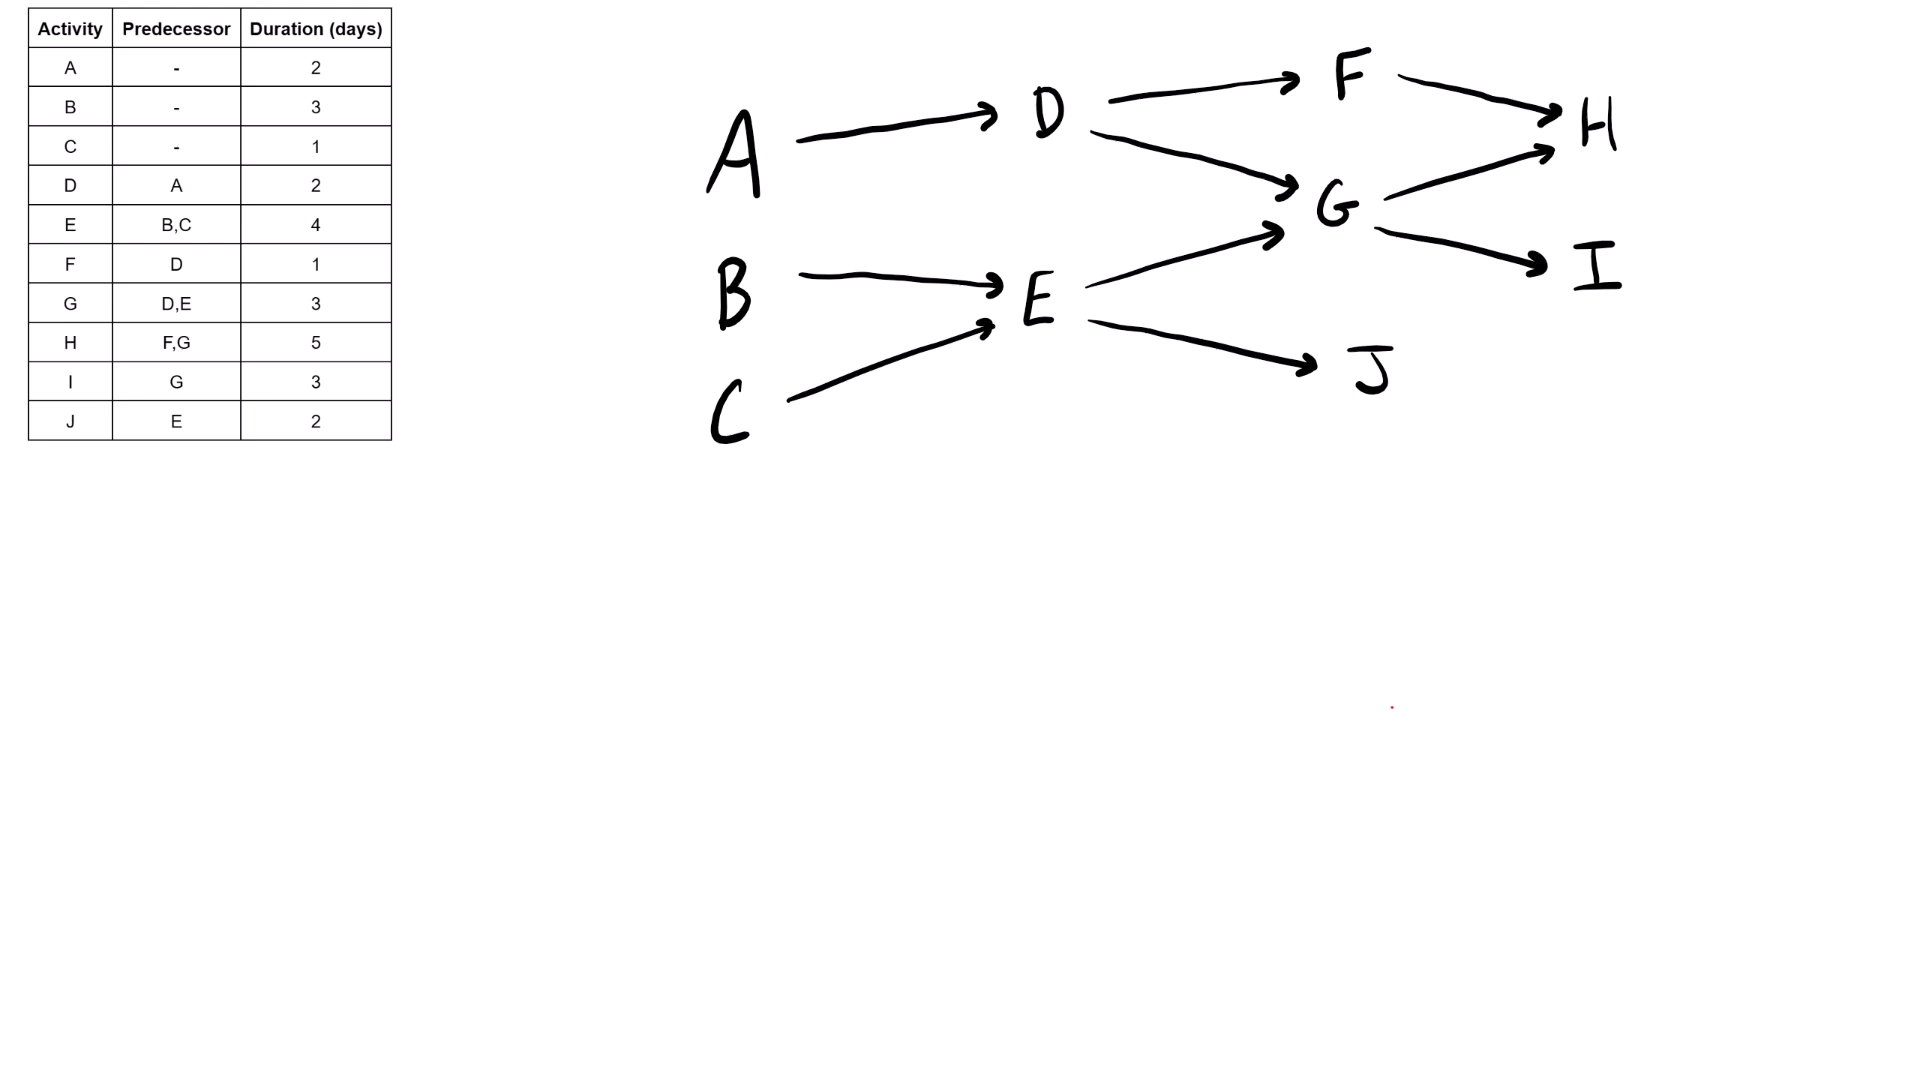 Activity Predecessor Duration (days)
A - 2
B - 3
C - 1
D A 2
E B,C 4
F D 1
G D,E 3
H F,G 5
I G 3
J E 2
A D F H
B E G I
C J